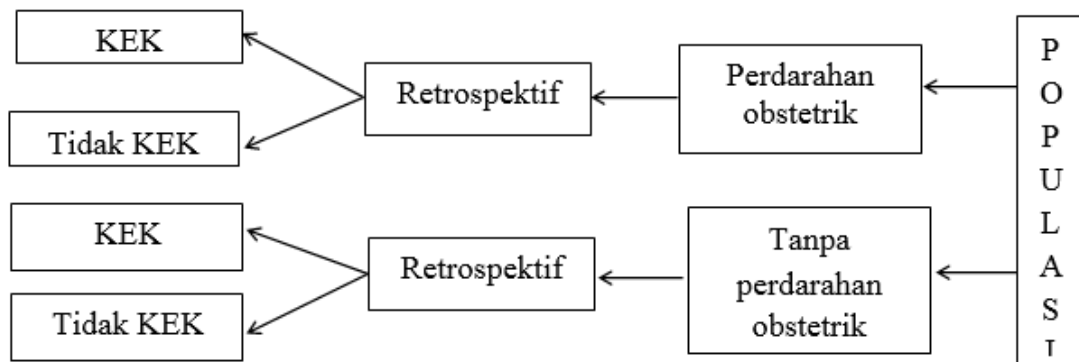 KEK
Tidak KEK
Retrospektif
Perdarahan
obstetrik
KEK
Tidak KEK
Retrospektif
Tanpa
perdarahan
obstetrik
P
O
P
U
L
A
S
I